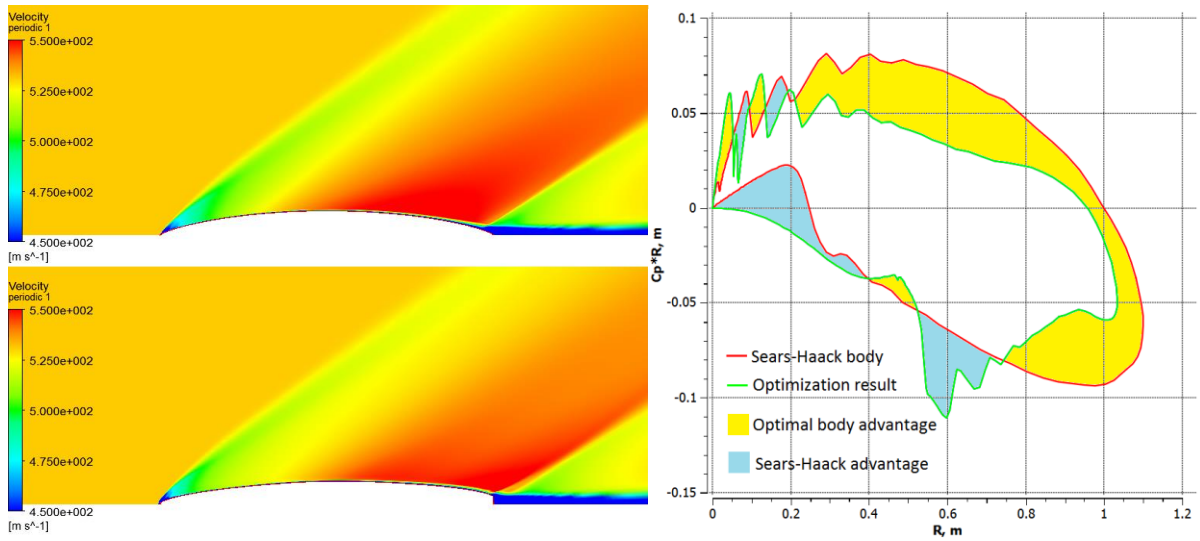 Velocity
periodic 1
5.500e+002
5.250e+002
5.000e+002
4.750e+002
4.500e+002
[m s^-1]
Velocity
periodic 1
5.500e+002
5.250e+002
5.000e+002
4.750e+002
4.500e+002
[m s^-1]
0.1
0.05
0
-0.05
-0.1
-0.15
Cp*R, m
Sears-Haack body
Optimization result
Optimal body advantage
Sears-Haack advantage
0 0.2 0.4 0.6 0.8 1 1.2
R, m